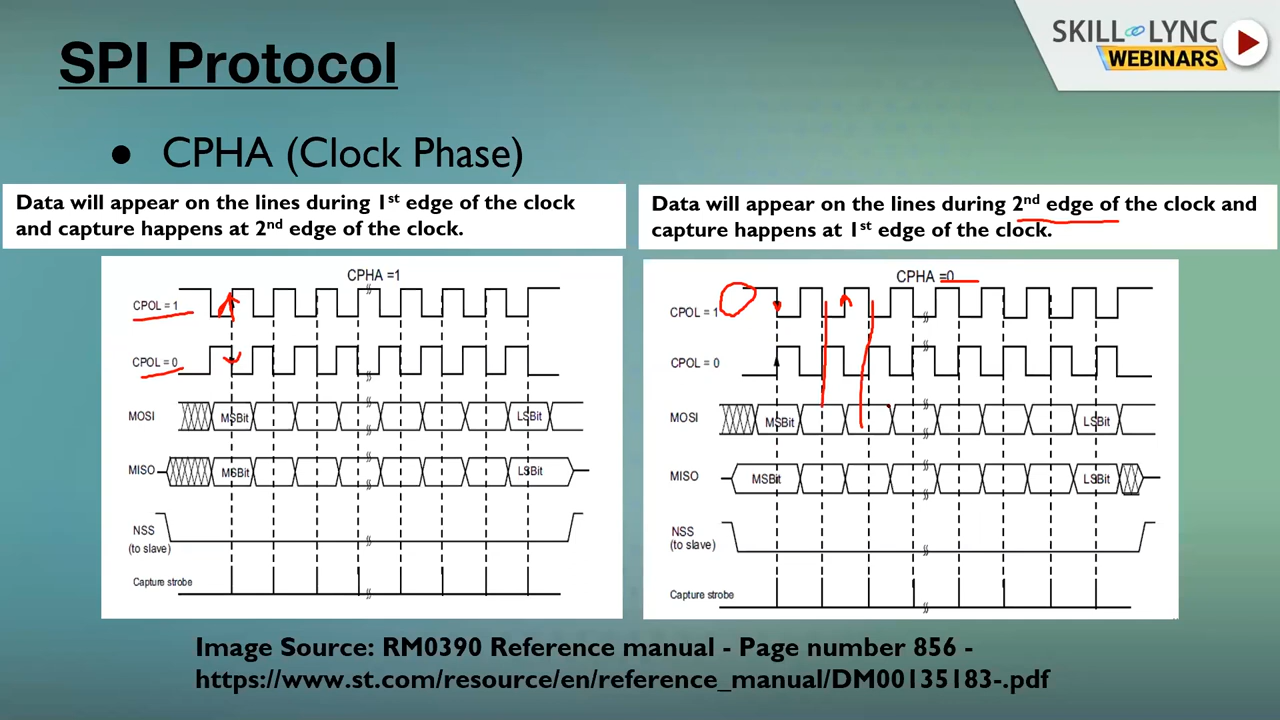 SPI Protocol
SKILL LYNC
WEBINARS
● CPHA (Clock Phase)
Data will appear on the lines during 1st edge of the clock
and capture happens at 2nd edge of the clock.
Data will appear on the lines during 2nd edge of the clock and
capture happens at 1st edge of the clock.
CPHA =1
CPOL = 1
CPOL = 0
MOSI
MSBit
LSBit
MISO
MSBit
LSBit
NSS
(to slave)
Capture strobe
CPHA =0
CPOL = 1
CPOL = 0
MOSI
MSBit
LSBit
MISO
MSBit
LSBit
NSS
(to slave)
Capture strobe
Image Source: RM0390 Reference manual - Page number 856 -
https://www.st.com/resource/en/reference_manual/DM00135183-.pdf